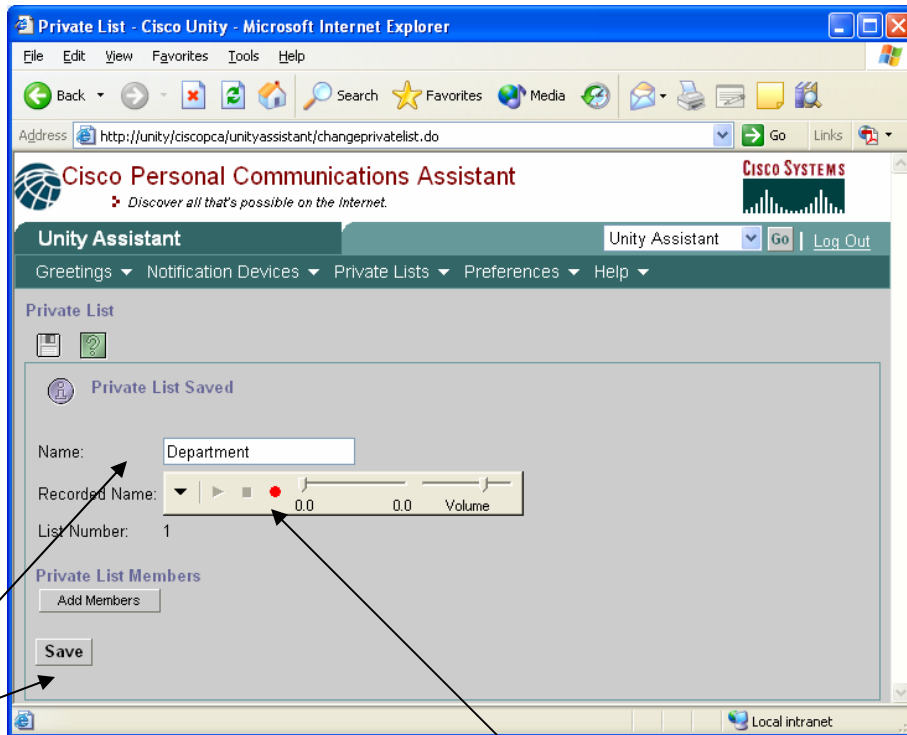 Private List - Cisco Unity - Microsoft Internet Explorer
File Edit View Favorites Tools Help
Back Search Favorites Media
Address http://unity/ciscopca/unityassistant/changeprivatelist.do Go Links
Cisco Personal Communications Assistant
Discover all that's possible on the Internet.
CISCO SYSTEMS
Unity Assistant Unity Assistant Go | Log Out
Greetings Notification Devices Private Lists Preferences Help
Private List
Private List Saved
Name: Department
Recorded Name: 0.0 0.0 Volume
List Number: 1
Private List Members
Add Members
Save
Local intranet